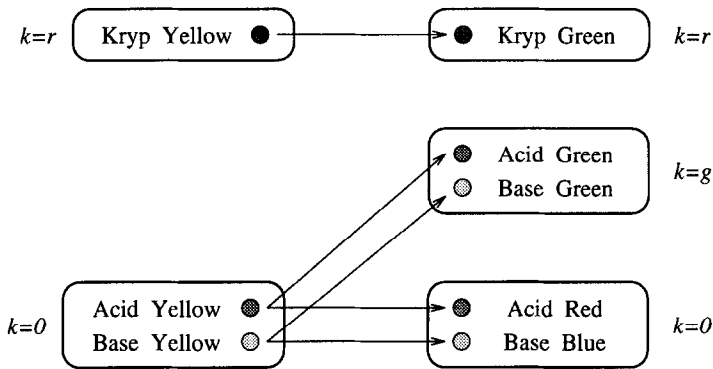 k=r Kryp Yellow Kryp Green k=r
Acid Green
k=g
Base Green
Acid Yellow Acid Red
k=0 k=0
Base Yellow Base Blue